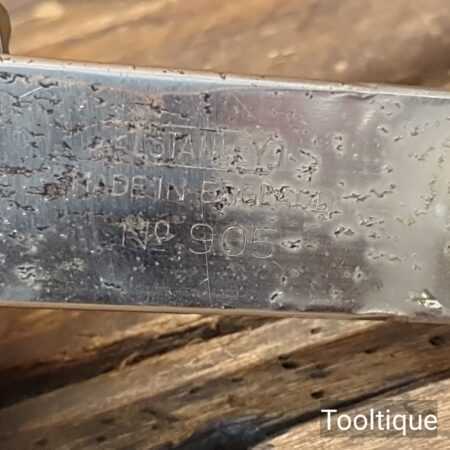 STANLEY
MADE IN ENGLAND
Nº 905
Tooltique